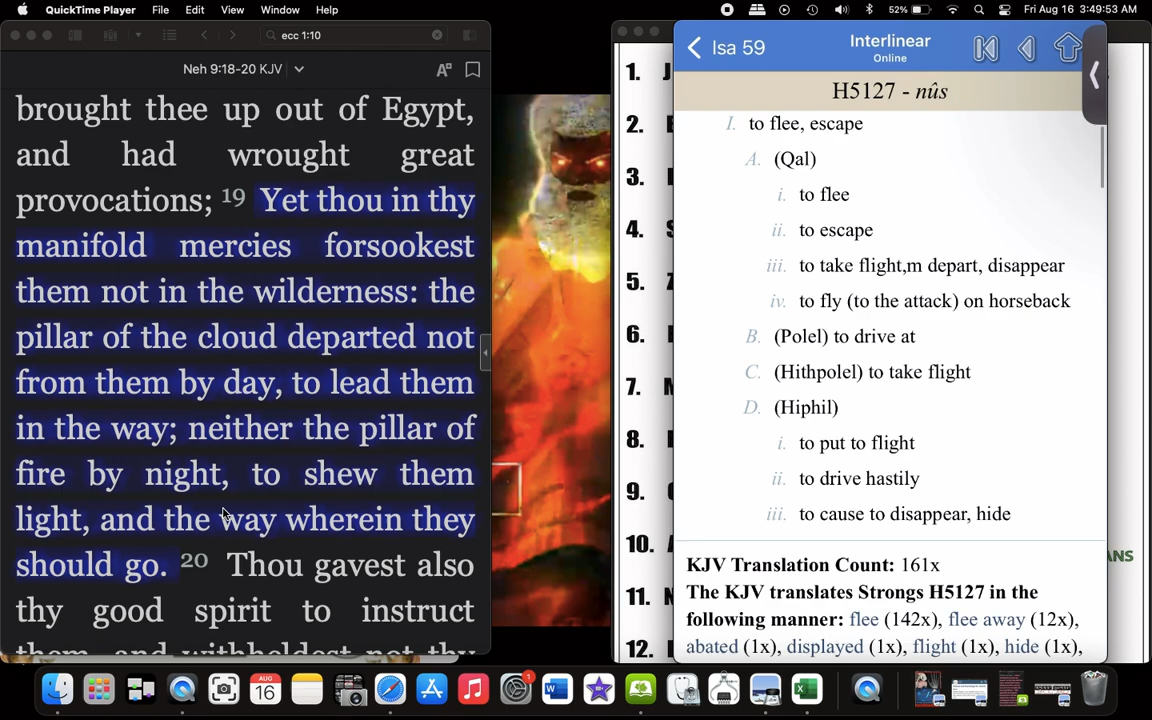 QuickTime Player File Edit View Window Help 52% Fri Aug 16 3:49:53 AM
ecc 1:10
Neh 9:18-20 KJV
brought thee up out of Egypt,
and had wrought great
provocations; 19 Yet thou in thy
manifold mercies forsookest
them not in the wilderness: the
pillar of the cloud departed not
from them by day, to lead them
in the way; neither the pillar of
fire by night, to shew them
light, and the way wherein they
should go. 20 Thou gavest also
thy good spirit to instruct
them, and withheldest not thy
1.
2.
3.
4.
5.
6.
7.
8.
9.
10.
11.
12.
ANS
Isa 59
Interlinear
Online
H5127 - nûs
I. to flee, escape
A. (Qal)
i. to flee
ii. to escape
iii. to take flight,m depart, disappear
iv. to fly (to the attack) on horseback
B. (Polel) to drive at
C. (Hithpolel) to take flight
D. (Hiphil)
i. to put to flight
ii. to drive hastily
iii. to cause to disappear, hide
KJV Translation Count: 161x
The KJV translates Strongs H5127 in the
following manner: flee (142x), flee away (12x),
abated (1x), displayed (1x), flight (1x), hide (1x),
AUG
16
1